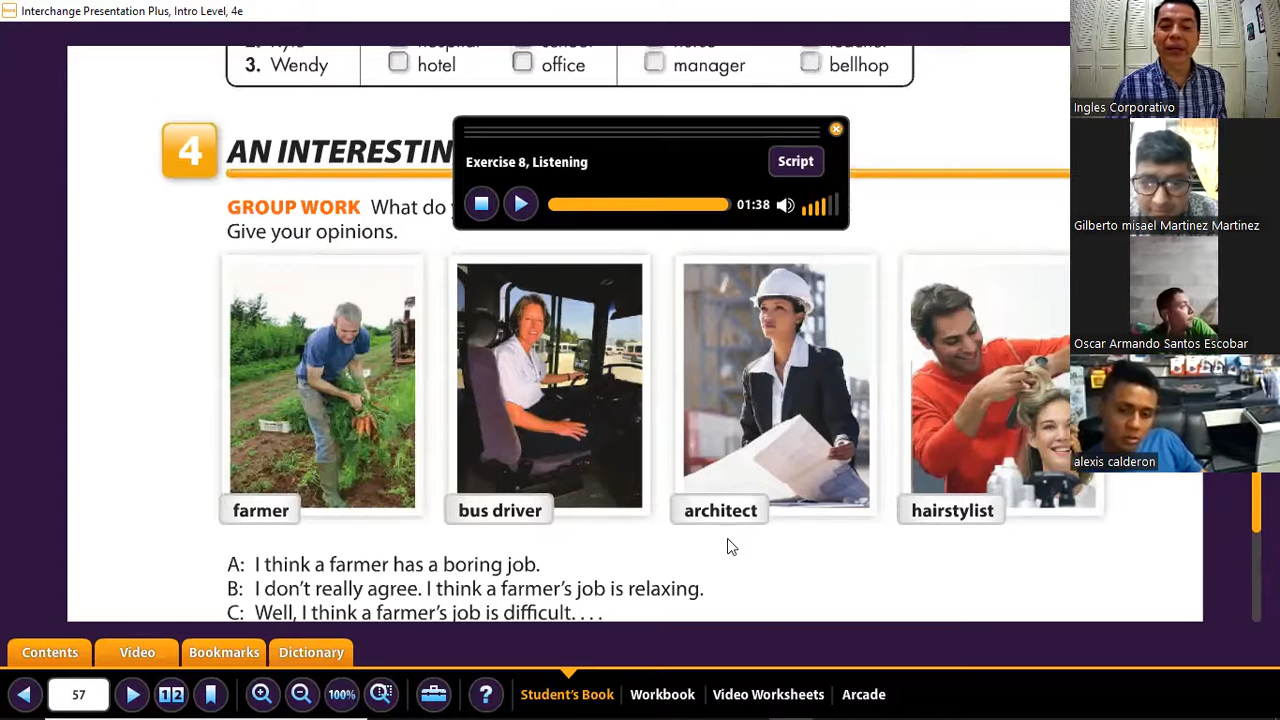 Interchange Presentation Plus, Intro Level, 4e
3. Wendy hotel office manager bellhop
4 AN INTERESTIN
Exercise 8, Listening
Script
01:38
GROUP WORK What do y
Give your opinions.
farmer
bus driver
architect
hairstylist
A: I think a farmer has a boring job.
B: I don't really agree. I think a farmer's job is relaxing.
C: Well, I think a farmer's job is difficult. . . .
Ingles Corporativo
Gilberto misael Martinez Martinez
Oscar Armando Santos Escobar
alexis calderon
Contents Video Bookmarks Dictionary
57 1 2 100% ? Student's Book Workbook Video Worksheets Arcade